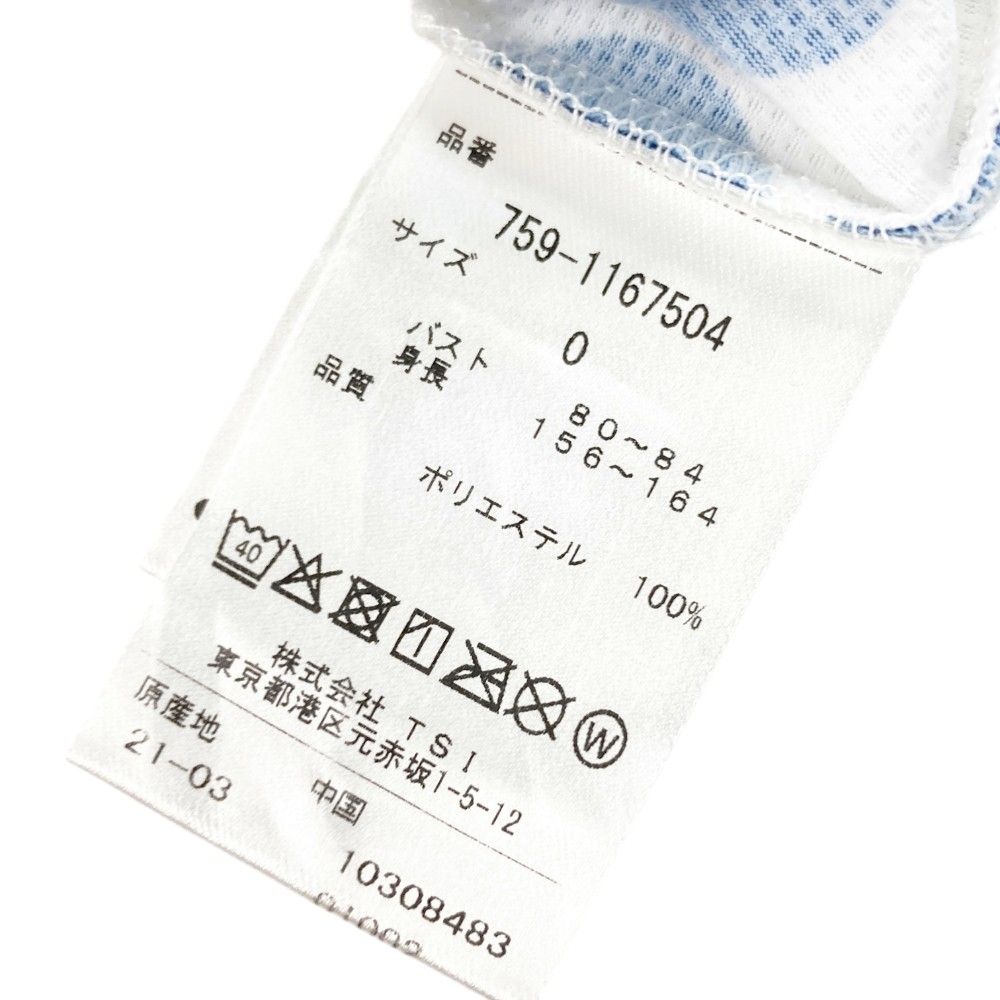 品番
759-1167504
サイズ
0
バスト 80~84
身長 156~164
品質
ポリエステル 100%
40
W
株式会社 TSI
東京都港区元赤坂1-5-12
原産地 中国
21-03 10308483